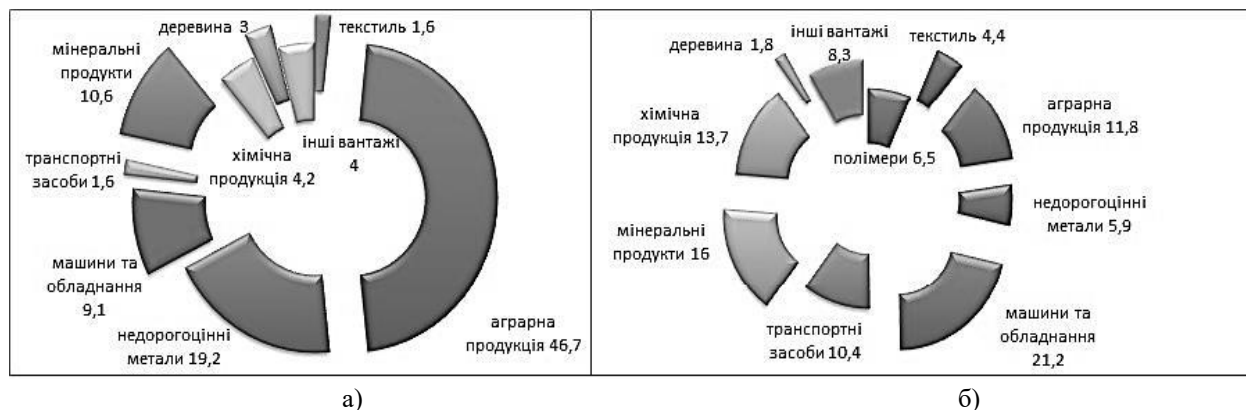 деревина 3
текстиль 1,6
мінеральні
продукти
10,6
транспортні
засоби 1,6
хімічна
продукція 4,2
інші вантажі
4
машини та
обладнання
9,1
недорогоцінні
метали 19,2
аграрна
продукція 46,7
а)
деревина 1,8
інші вантажі
8,3
текстиль 4,4
хімічна
продукція 13,7
полімери 6,5
аграрна
продукція 11,8
мінеральні
продукти 16
недорогоцінні
метали 5,9
транспортні
засоби 10,4
машини та
обладнання
21,2
б)